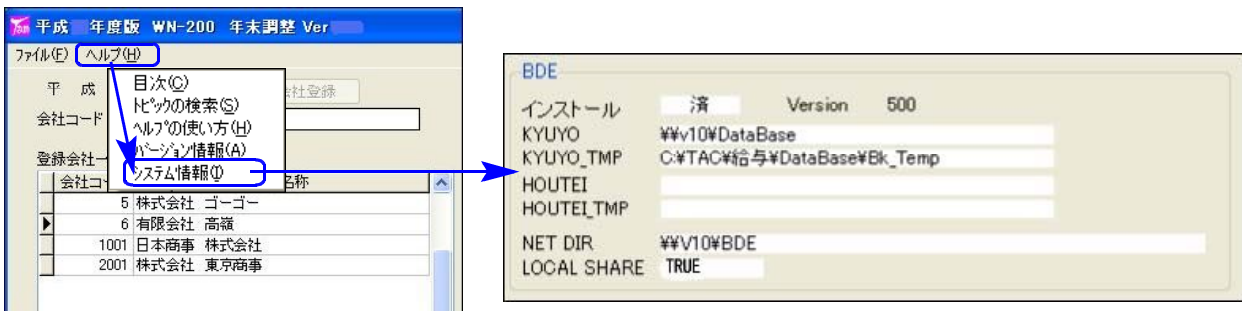 平成 年度版 WN-200 年末調整 Ver
ファイル(F) ヘルプ(H)
平 成
会社登録
目次(C)
トピックの検索(S)
ヘルプの使い方(H)
バージョン情報(A)
システム情報(I)
会社コード
登録会社一
会社コー
名称
5 株式会社 ゴーゴー
6 有限会社 高嶺
1001 日本商事 株式会社
2001 株式会社 東京商事
BDE
インストール 済 Version 500
KYUYO ¥¥v10¥DataBase
KYUYO_TMP C:¥TAC¥給与¥DataBase¥Bk_Temp
HOUTEI
HOUTEI_TMP
NET DIR ¥¥V10¥BDE
LOCAL SHARE TRUE